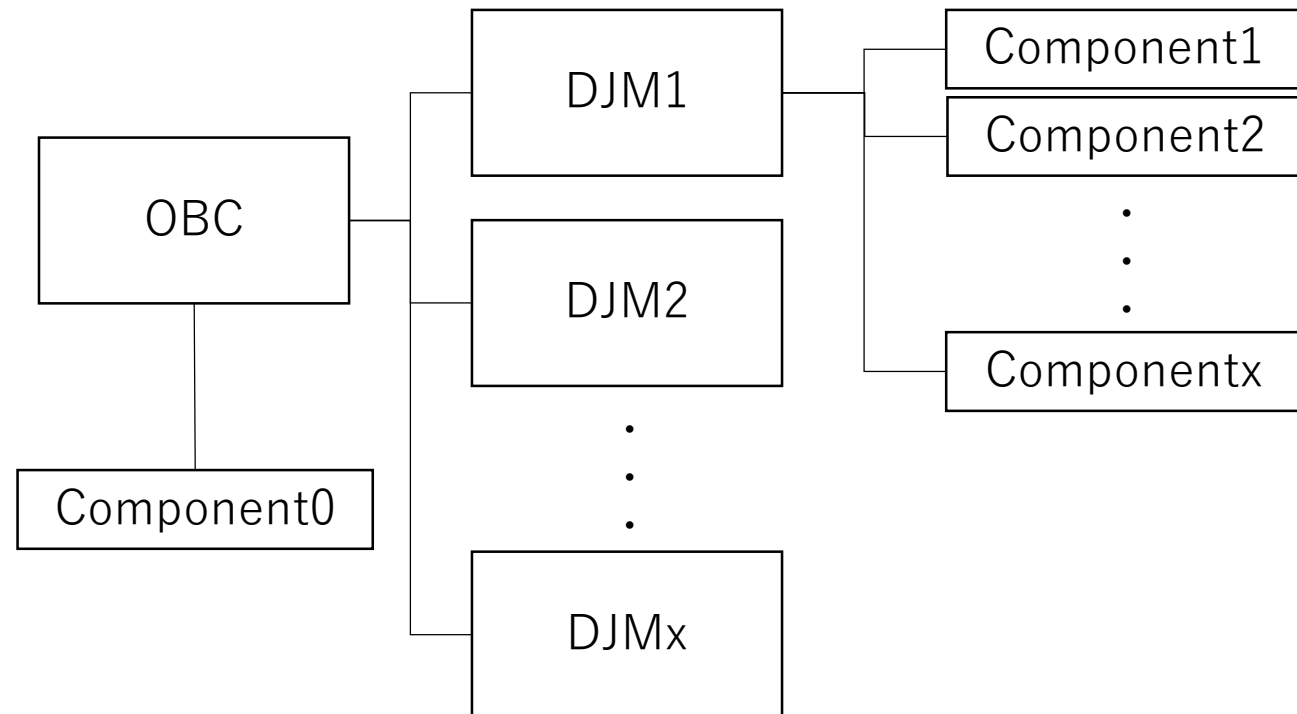 OBC
Component0
DJM1
DJM2
DJMx
Component1
Component2
Componentx